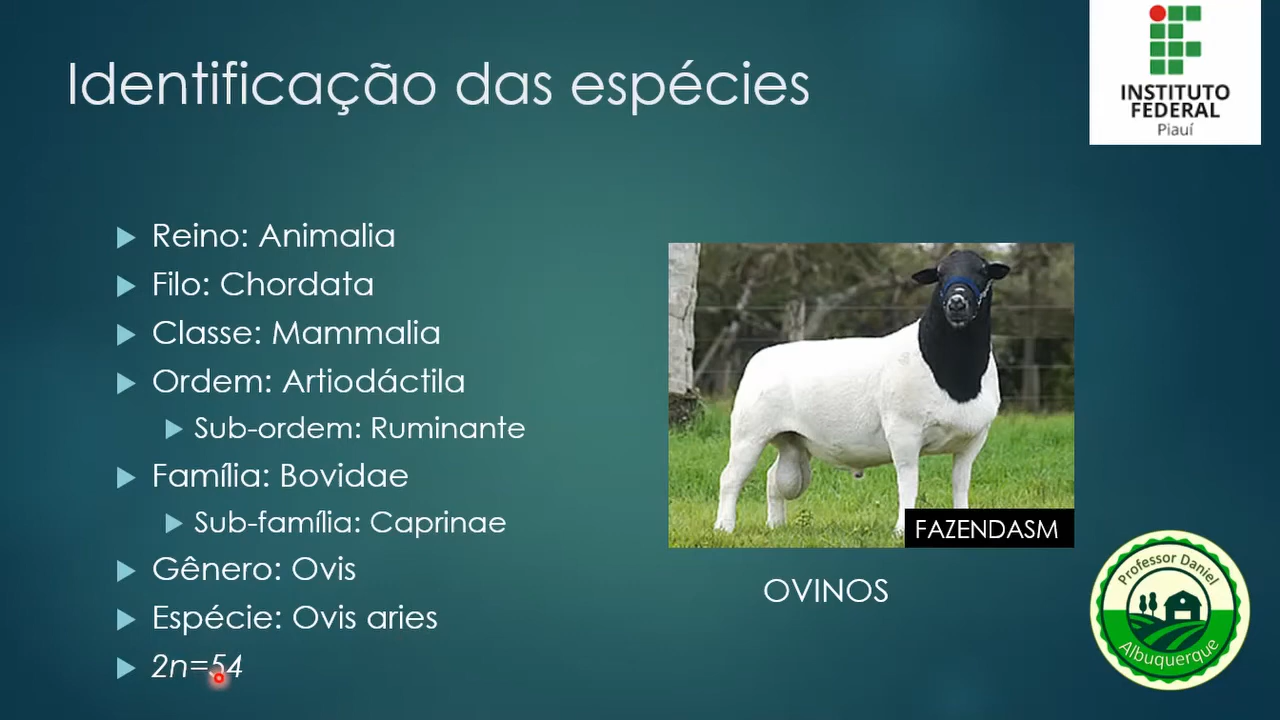 Identificação das espécies
INSTITUTO
FEDERAL
Piauí
Reino: Animalia
Filo: Chordata
Classe: Mammalia
Ordem: Artiodáctila
Sub-ordem: Ruminante
Família: Bovidae
Sub-família: Caprinae
Gênero: Ovis
Espécie: Ovis aries
2n=54
FAZENDASM
OVINOS
Professor Daniel
Albuquerque